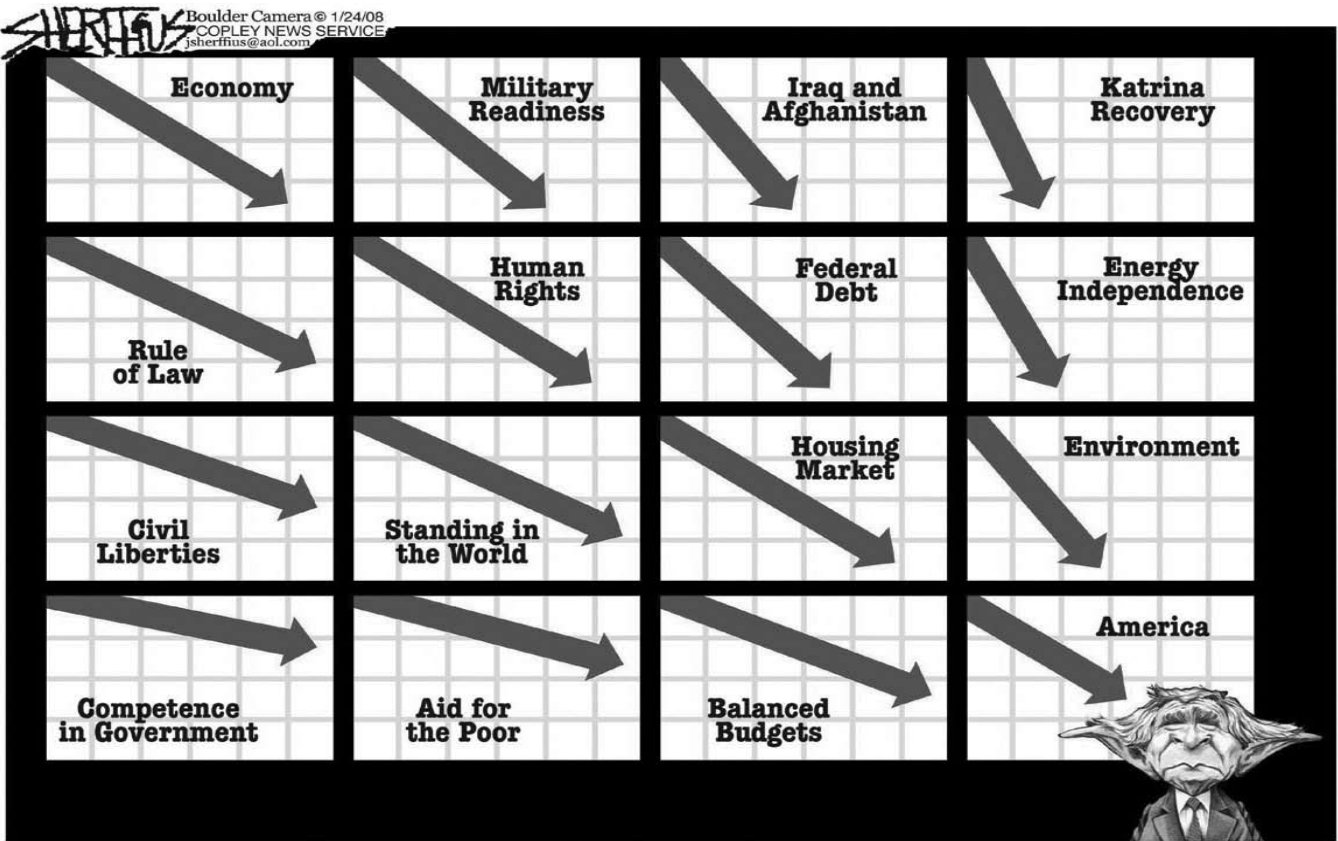 SHERFFIUS
Boulder Camera © 1/24/08
COPLEY NEWS SERVICE
jsherffius@aol.com
Economy
Military
Readiness
Iraq and
Afghanistan
Katrina
Recovery
Rule
of Law
Human
Rights
Federal
Debt
Energy
Independence
Civil
Liberties
Standing in
the World
Housing
Market
Environment
Competence
in Government
Aid for
the Poor
Balanced
Budgets
America